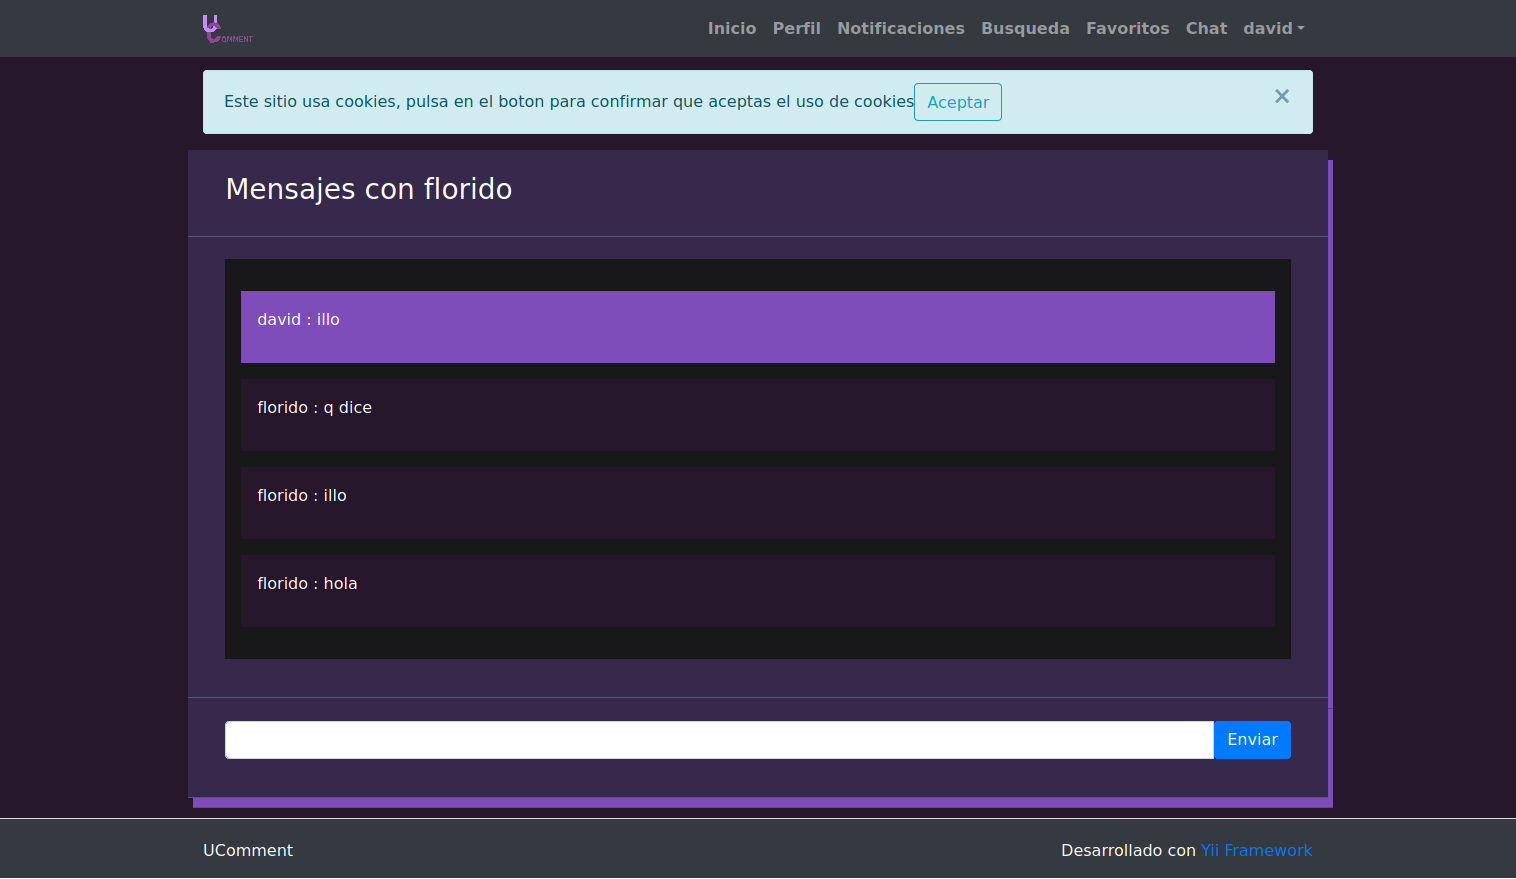 UCOMMENT
Inicio Perfil Notificaciones Busqueda Favoritos Chat david
Este sitio usa cookies, pulsa en el boton para confirmar que aceptas el uso de cookies Aceptar ×
Mensajes con florido
david : illo
florido : q dice
florido : illo
florido : hola
Enviar
UComment Desarrollado con Yii Framework